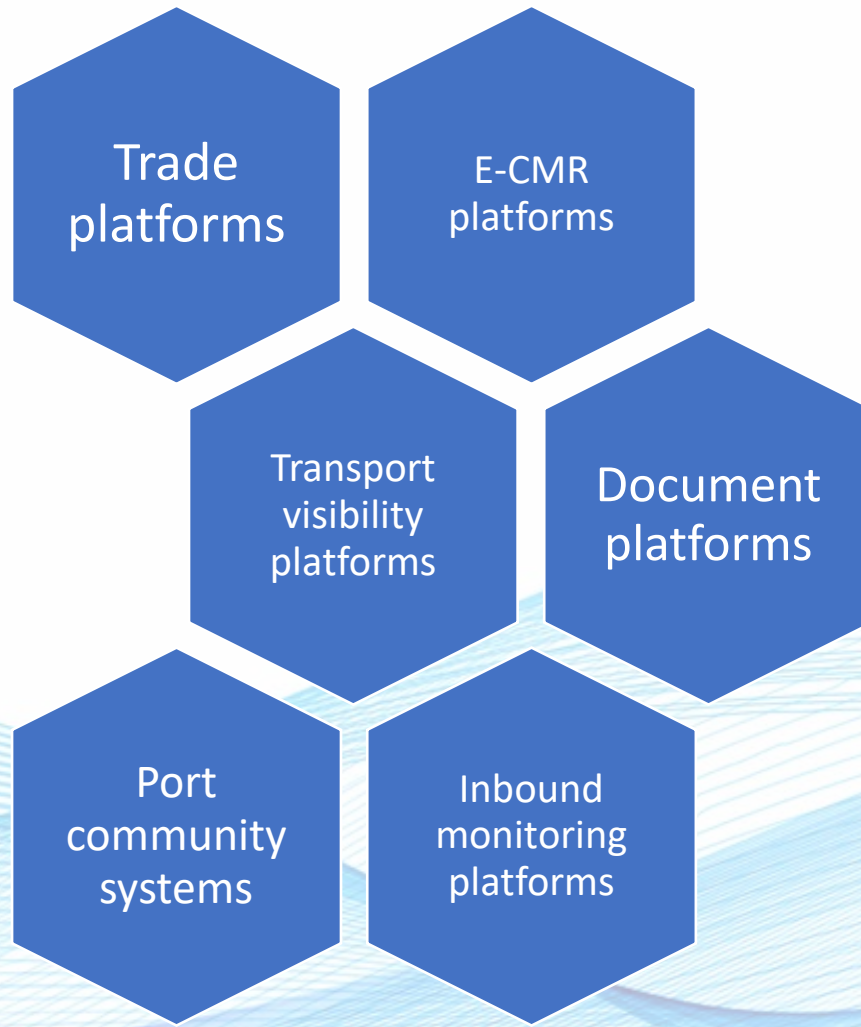 Trade
platforms
E-CMR
platforms
Transport
visibility
platforms
Document
platforms
Port
community
systems
Inbound
monitoring
platforms